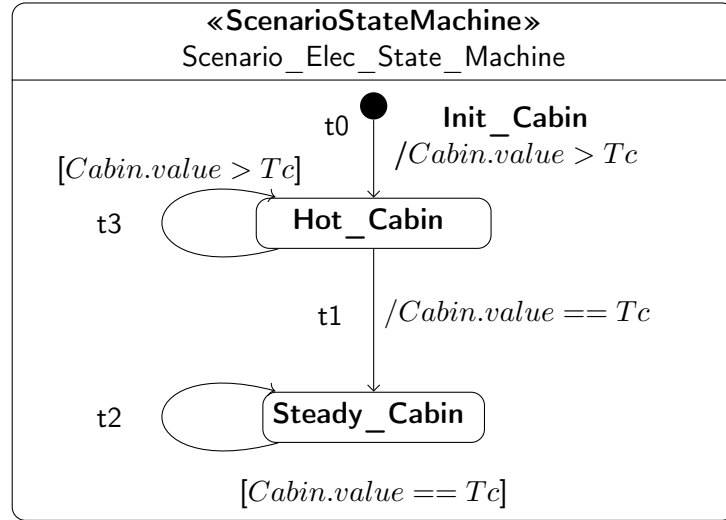 «ScenarioStateMachine»
Scenario_Elec_State_Machine
t0
Init_Cabin
/Cabin.value > Tc
[Cabin.value > Tc]
t3
Hot_Cabin
t1
/Cabin.value == Tc
t2
Steady_Cabin
[Cabin.value == Tc]